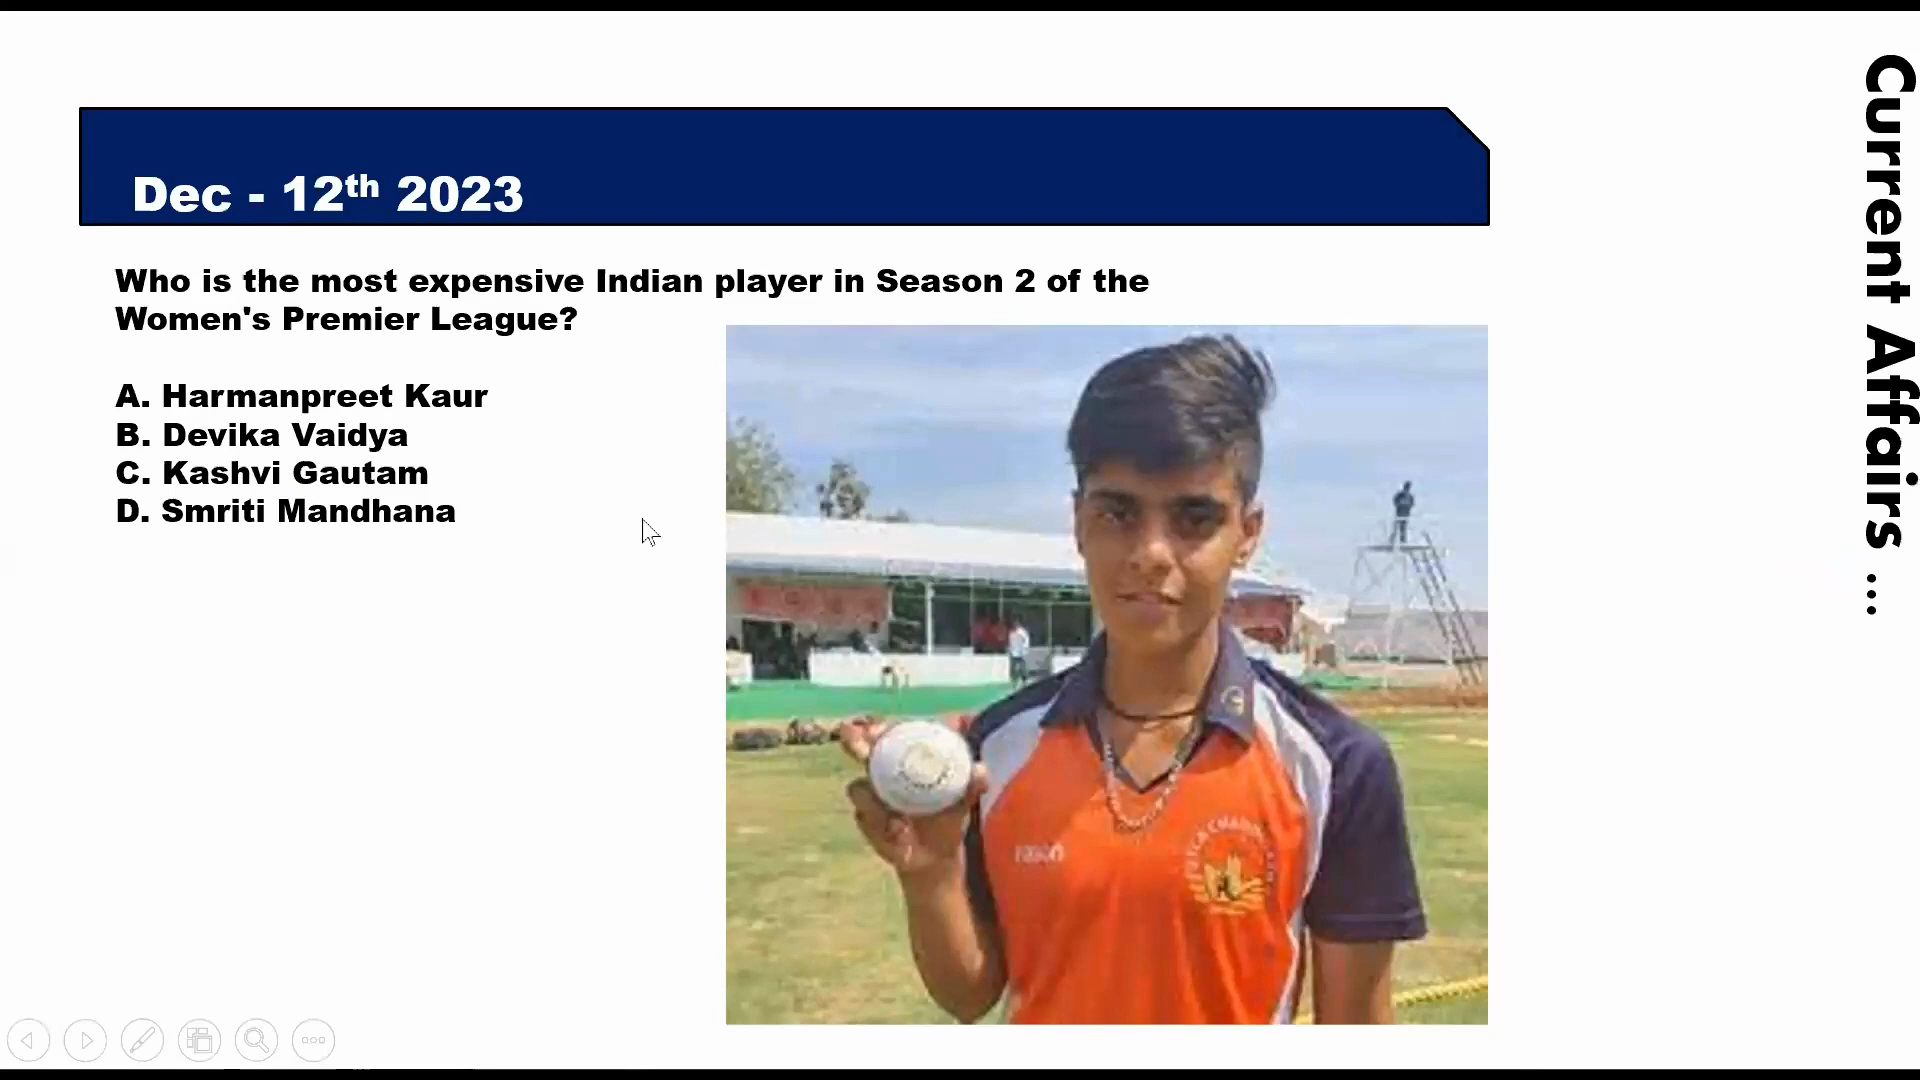 Dec - 12th 2023
Who is the most expensive Indian player in Season 2 of the
Women's Premier League?
A. Harmanpreet Kaur
B. Devika Vaidya
C. Kashvi Gautam
D. Smriti Mandhana
Current Affairs ...